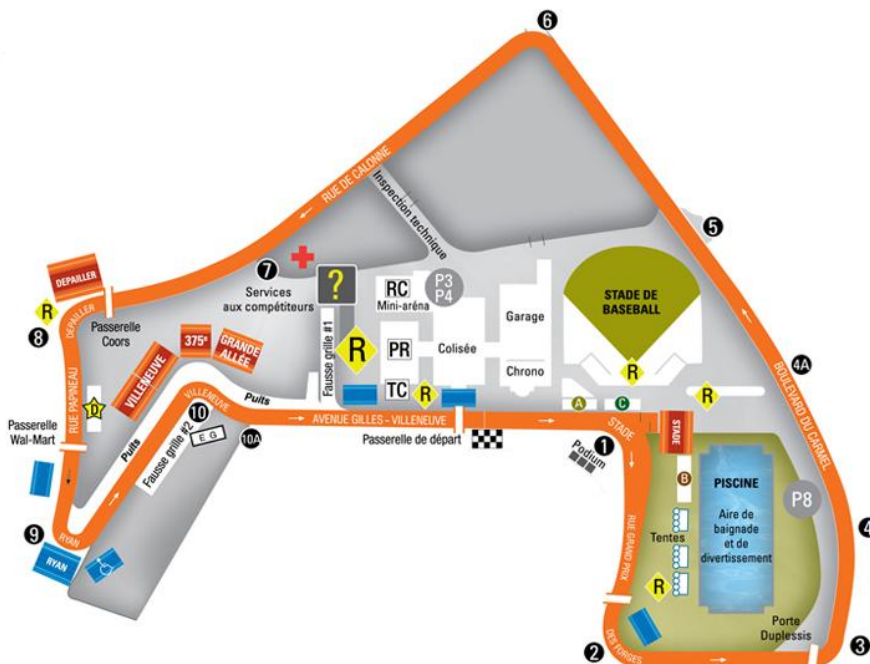 6
RUE DE CALONNE
Inspection technique
5
7
Services
aux compétiteurs
?
RC
Mini-aréna
P3
P4
Garage
STADE DE
BASEBALL
DEPAILLER
R
8
DEPAILLER
Passerelle
Coors
375e
GRANDE
ALLÉE
VILLENEUVE
Fausse grille #1
R
PR
Colisée
Chrono
TC
R
R
R
4A
BOULEVARD DU CARMEL
RUE PAPINEAU
D
VILLENEUVE
Puits
10
10A
E G
Fausse grille #2
Puits
AVENUE GILLES - VILLENEUVE
Passerelle de départ
A
C
STADE
STADE
1
Podium
Passerelle
Wal-Mart
9
RYAN
RYAN
B
PISCINE
Aire de
baignade
et de
divertissement
P8
4
Tentes
R
RUE GRAND PRIX
Porte
Duplessis
2
DES FORGES
3